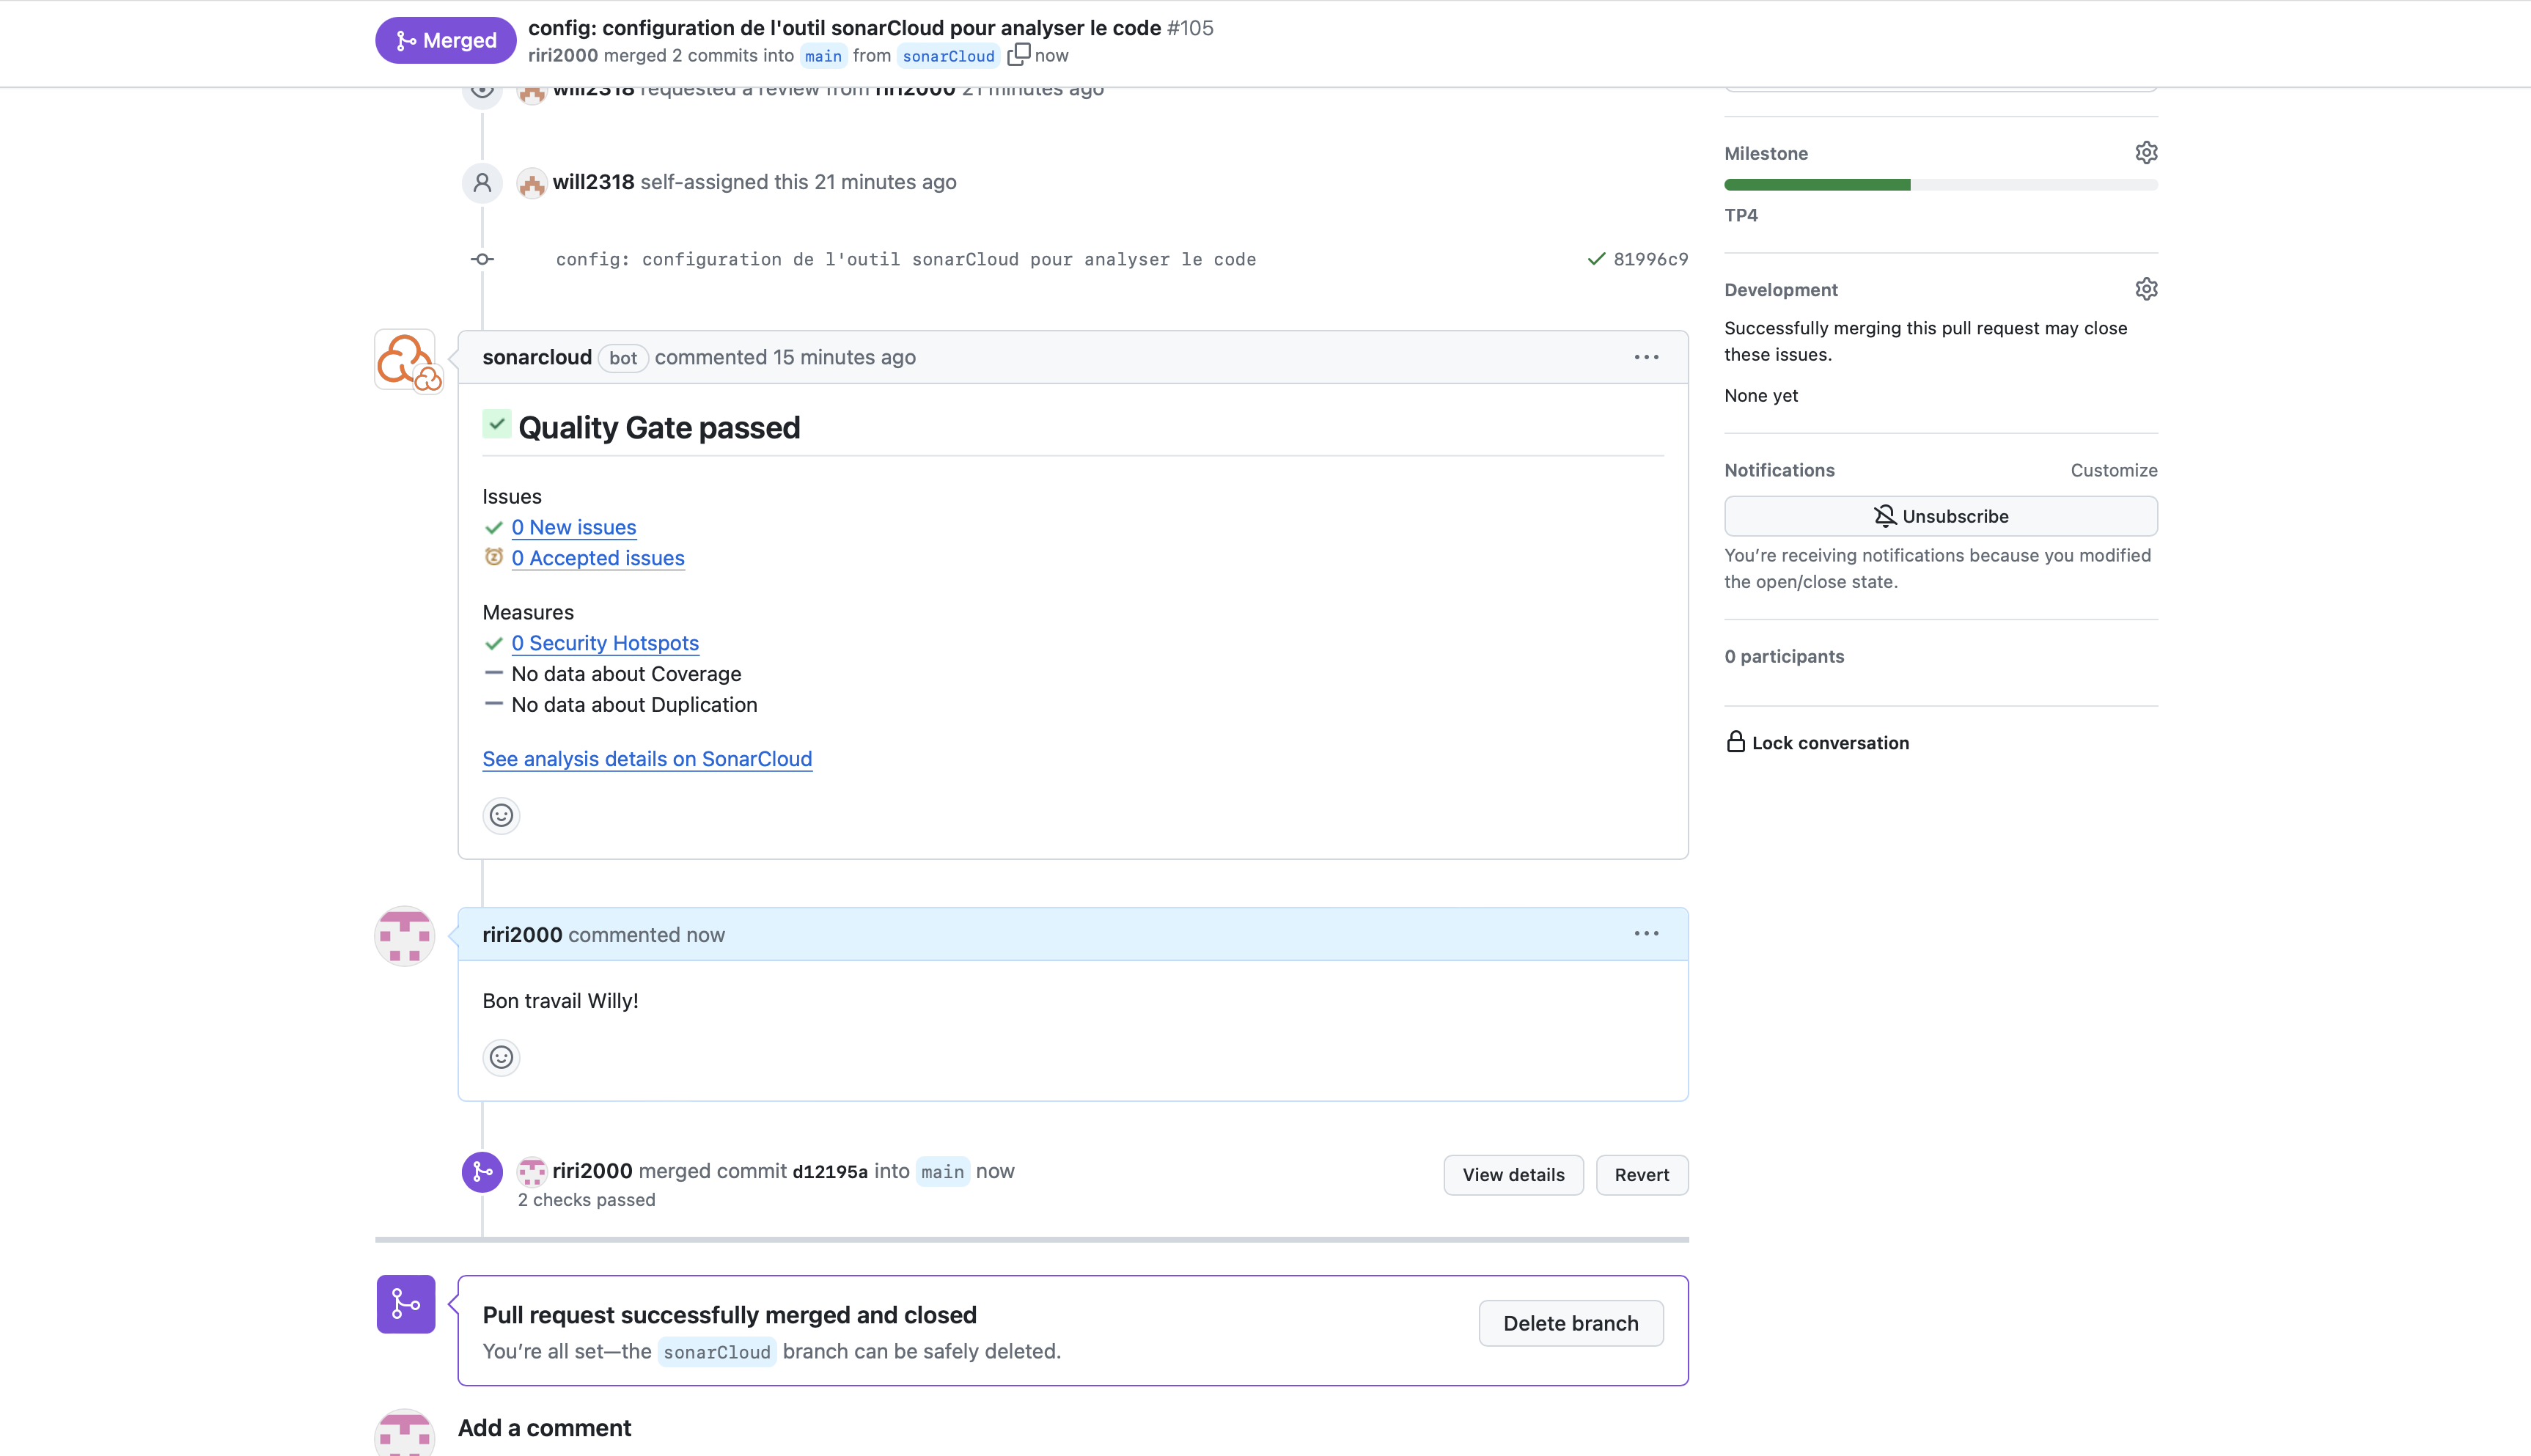 Merged
config: configuration de l'outil sonarCloud pour analyser le code #105
riri2000 merged 2 commits into main from sonarCloud now
will2318 requested a review from riri2000 21 minutes ago
will2318 self-assigned this 21 minutes ago
config: configuration de l'outil sonarCloud pour analyser le code 81996c9
sonarcloud bot commented 15 minutes ago
Quality Gate passed
Issues
0 New issues
0 Accepted issues
Measures
0 Security Hotspots
No data about Coverage
No data about Duplication
See analysis details on SonarCloud
riri2000 commented now
Bon travail Willy!
riri2000 merged commit d12195a into main now
2 checks passed
View details
Revert
Pull request successfully merged and closed
You're all set—the sonarCloud branch can be safely deleted.
Delete branch
Add a comment
Milestone
TP4
Development
Successfully merging this pull request may close
these issues.
None yet
Notifications
Customize
Unsubscribe
You're receiving notifications because you modified
the open/close state.
0 participants
Lock conversation